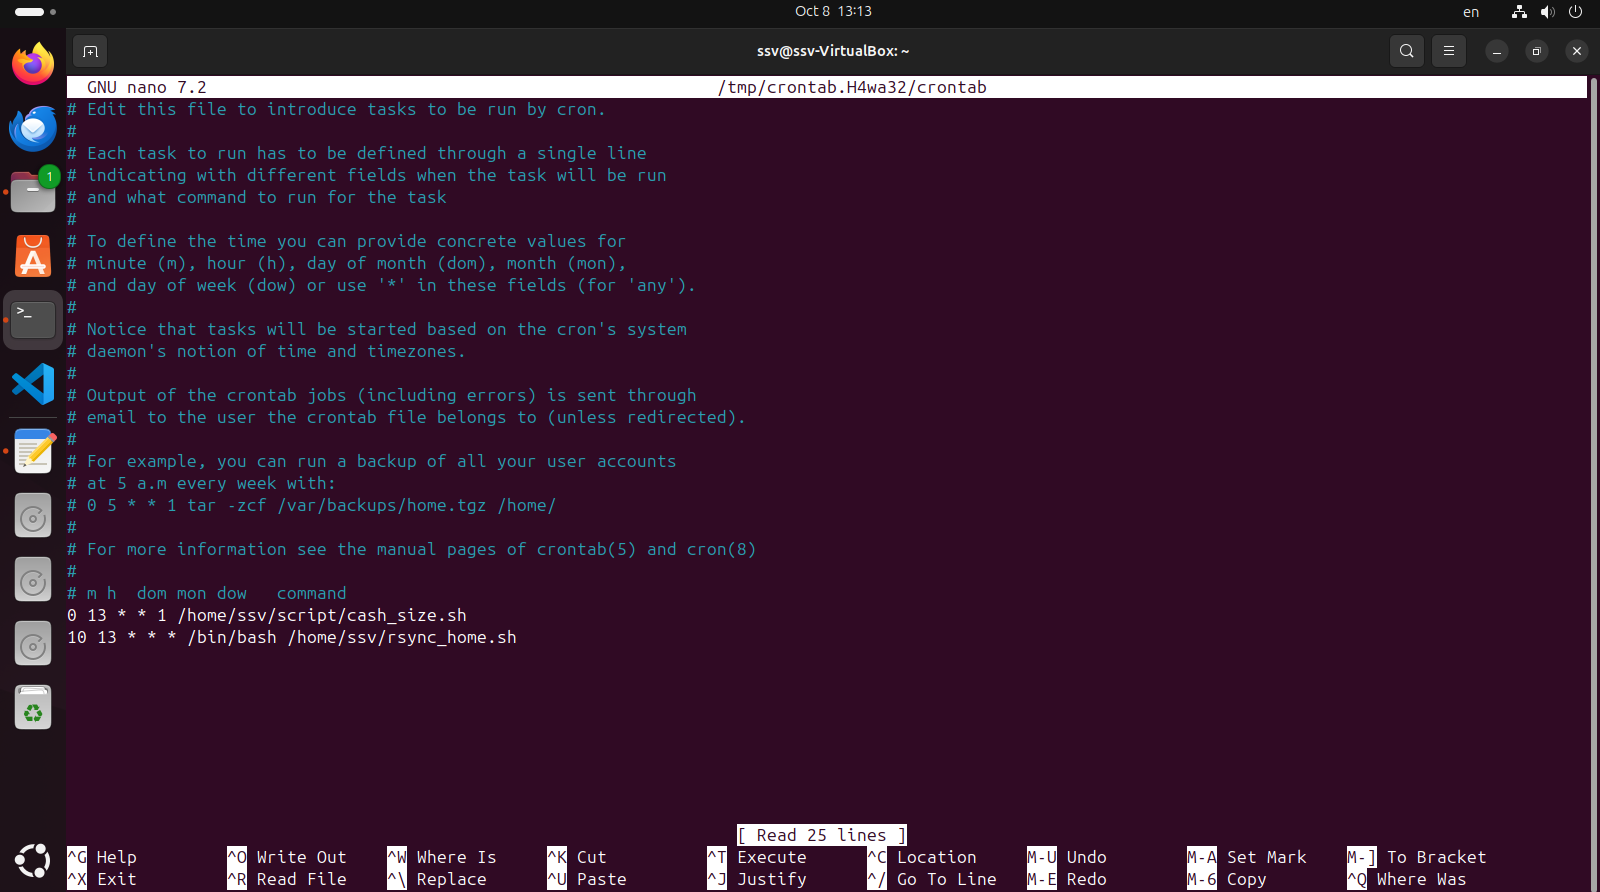 Oct 8 13:13
en
ssv@ssv-VirtualBox: ~
GNU nano 7.2 /tmp/crontab.H4wa32/crontab
# Edit this file to introduce tasks to be run by cron.
#
# Each task to run has to be defined through a single line
# indicating with different fields when the task will be run
# and what command to run for the task
#
# To define the time you can provide concrete values for
# minute (m), hour (h), day of month (dom), month (mon),
# and day of week (dow) or use '*' in these fields (for 'any').
#
# Notice that tasks will be started based on the cron's system
# daemon's notion of time and timezones.
#
# Output of the crontab jobs (including errors) is sent through
# email to the user the crontab file belongs to (unless redirected).
#
# For example, you can run a backup of all your user accounts
# at 5 a.m every week with:
# 0 5 * * 1 tar -zcf /var/backups/home.tgz /home/
#
# For more information see the manual pages of crontab(5) and cron(8)
#
# m h  dom mon dow   command
0 13 * * 1 /home/ssv/script/cash_size.sh
10 13 * * * /bin/bash /home/ssv/rsync_home.sh
[ Read 25 lines ]
^G Help ^O Write Out ^W Where Is ^K Cut ^T Execute ^C Location M-U Undo M-A Set Mark M-] To Bracket
^X Exit ^R Read File ^\ Replace ^U Paste ^J Justify ^/ Go To Line M-E Redo M-6 Copy ^Q Where Was
1
>_